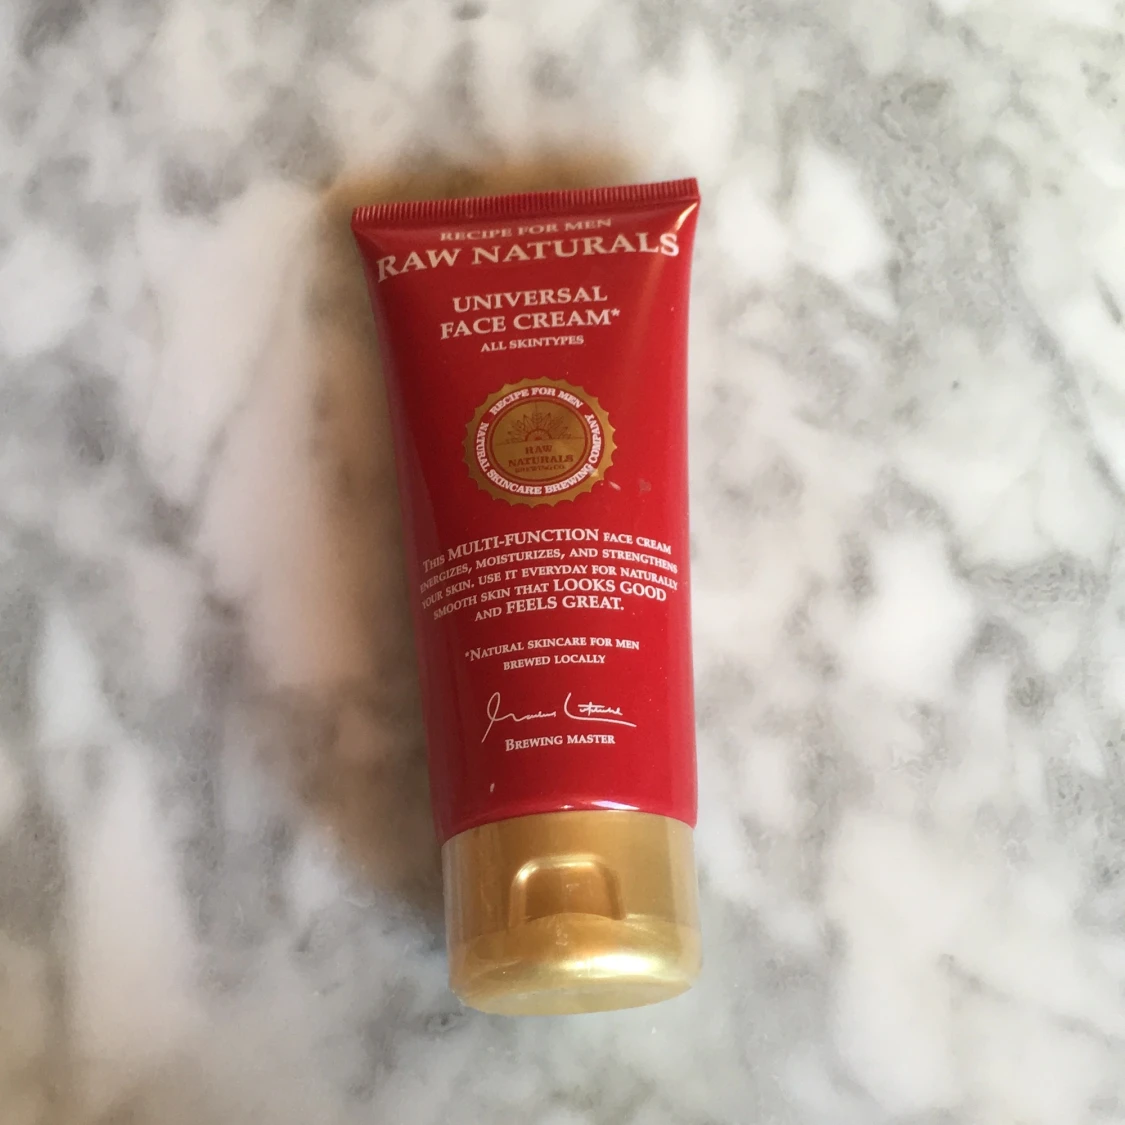 RECIPE FOR MEN
RAW NATURALS
UNIVERSAL
FACE CREAM*
ALL SKINTYPES
RECIPE FOR MEN
NATURAL SKINCARE BREWING COMPANY
RAW
NATURALS
BREWING CO
THIS MULTI-FUNCTION FACE CREAM
ENERGIZES, MOISTURIZES, AND STRENGTHENS
YOUR SKIN. USE IT EVERYDAY FOR NATURALLY
SMOOTH SKIN THAT LOOKS GOOD
AND FEELS GREAT.
*NATURAL SKINCARE FOR MEN
BREWED LOCALLY
BREWING MASTER